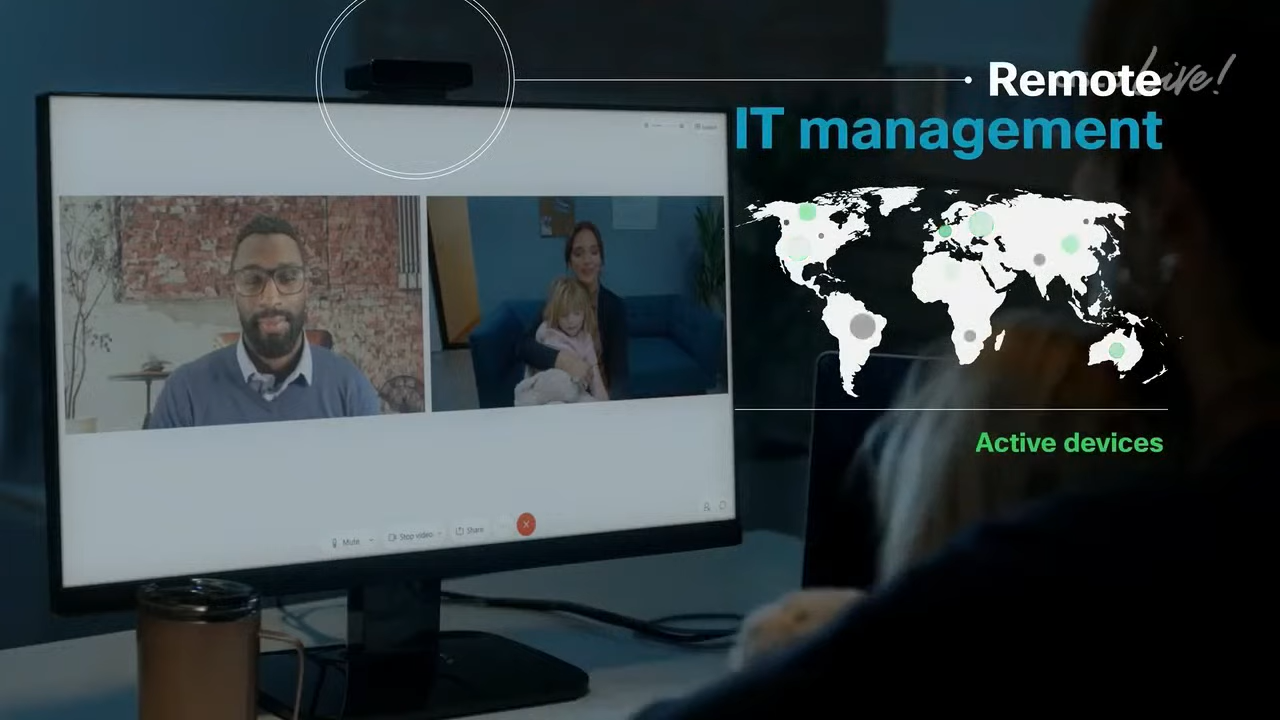 Remote
IT management
Active devices
Mute
Stop video
Share